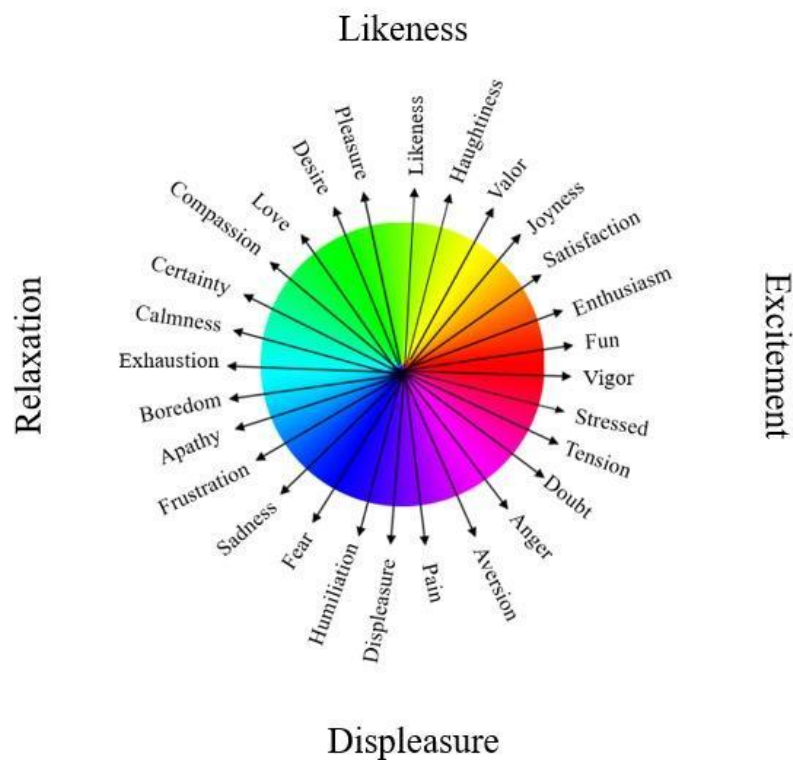 Likeness
Likeness
Haughtiness
Valor
Joyness
Satisfaction
Enthusiasm
Fun
Vigor
Stressed
Tension
Doubt
Anger
Aversion
Pain
Displeasure
Humiliation
Fear
Sadness
Frustration
Apathy
Boredom
Exhaustion
Calmness
Certainty
Compassion
Love
Desire
Pleasure
Relaxation
Excitement
Displeasure